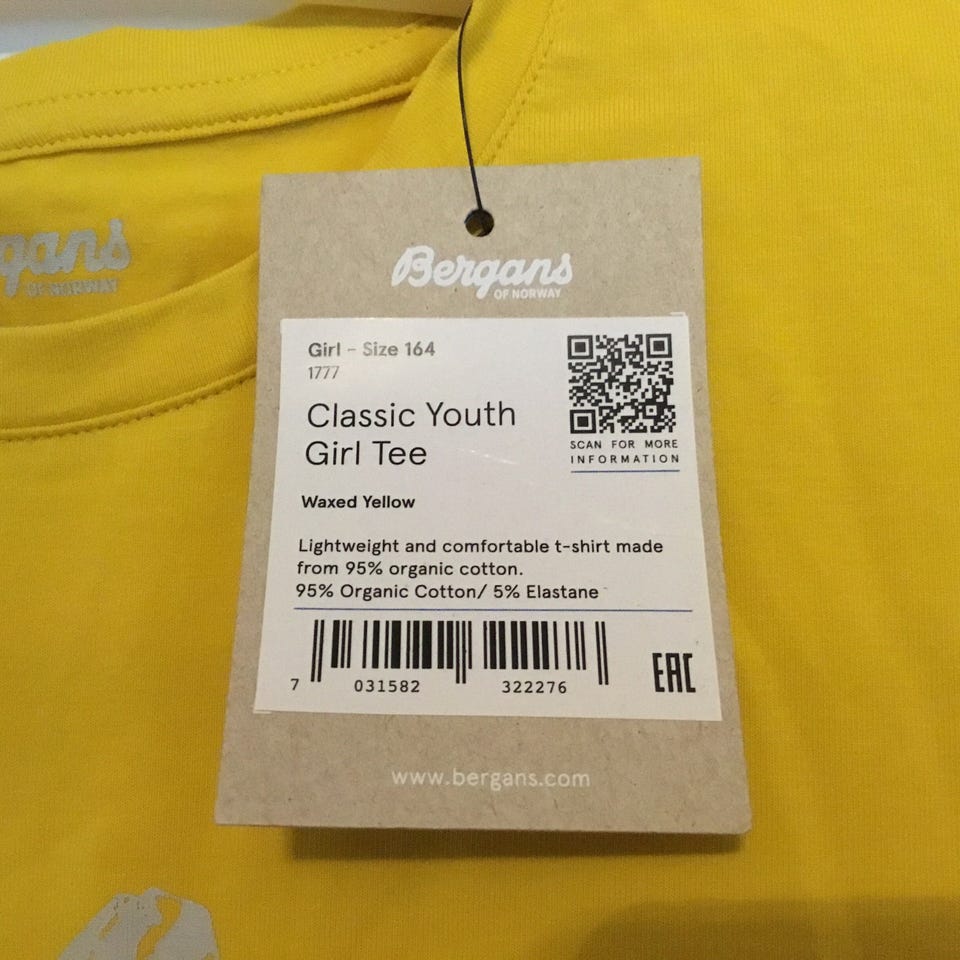 gans
OF NORWAY
Bergans
OF NORWAY
Girl - Size 164
1777
Classic Youth
Girl Tee
SCAN FOR MORE
INFORMATION
Waxed Yellow
Lightweight and comfortable t-shirt made
from 95% organic cotton.
95% Organic Cotton/ 5% Elastane
7 031582 322276
EAC
www.bergans.com